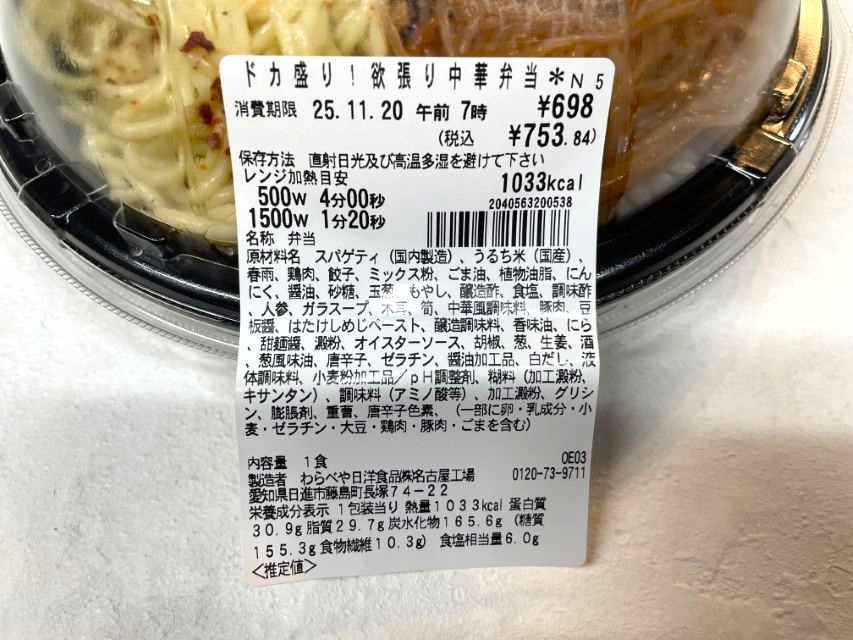 ドカ盛り！欲張り中華弁当＊N5
消費期限 25.11.20 午前 7時 ¥698
(税込 ¥753.84)
保存方法 直射日光及び高温多湿を避けて下さい
レンジ加熱目安 1033kcal
500W 4分00秒 2040563200538
1500W 1分20秒
名称 弁当
原材料名 スパゲティ（国内製造）、うるち米（国産）、
春雨、鶏肉、餃子、ミックス粉、ごま油、植物油脂、にん
にく、醤油、砂糖、玉葱、もやし、醸造酢、食塩、調味酢
、人参、ガラスープ、木耳、筍、中華風調味料、豚肉、豆
板醤、はたけしめじペースト、醸造調味料、香味油、にら
、甜麺醤、澱粉、オイスターソース、胡椒、葱、生姜、酒
、葱風味油、唐辛子、ゼラチン、醤油加工品、白だし、液
体調味料、小麦粉加工品／pH調整剤、糊料（加工澱粉、
キサンタン）、調味料（アミノ酸等）、加工澱粉、グリシ
ン、膨脹剤、重曹、唐辛子色素、（一部に卵・乳成分・小
麦・ゼラチン・大豆・鶏肉・豚肉・ごまを含む）
内容量 1食 OE03
製造者 わらべや日洋食品㈱名古屋工場 0120-73-9711
愛知県日進市藤島町長塚74-22
栄養成分表示 1包装当り 熱量1033kcal 蛋白質
30.9g 脂質29.7g 炭水化物165.6g（糖質
155.3g 食物繊維10.3g） 食塩相当量6.0g
＜推定値＞